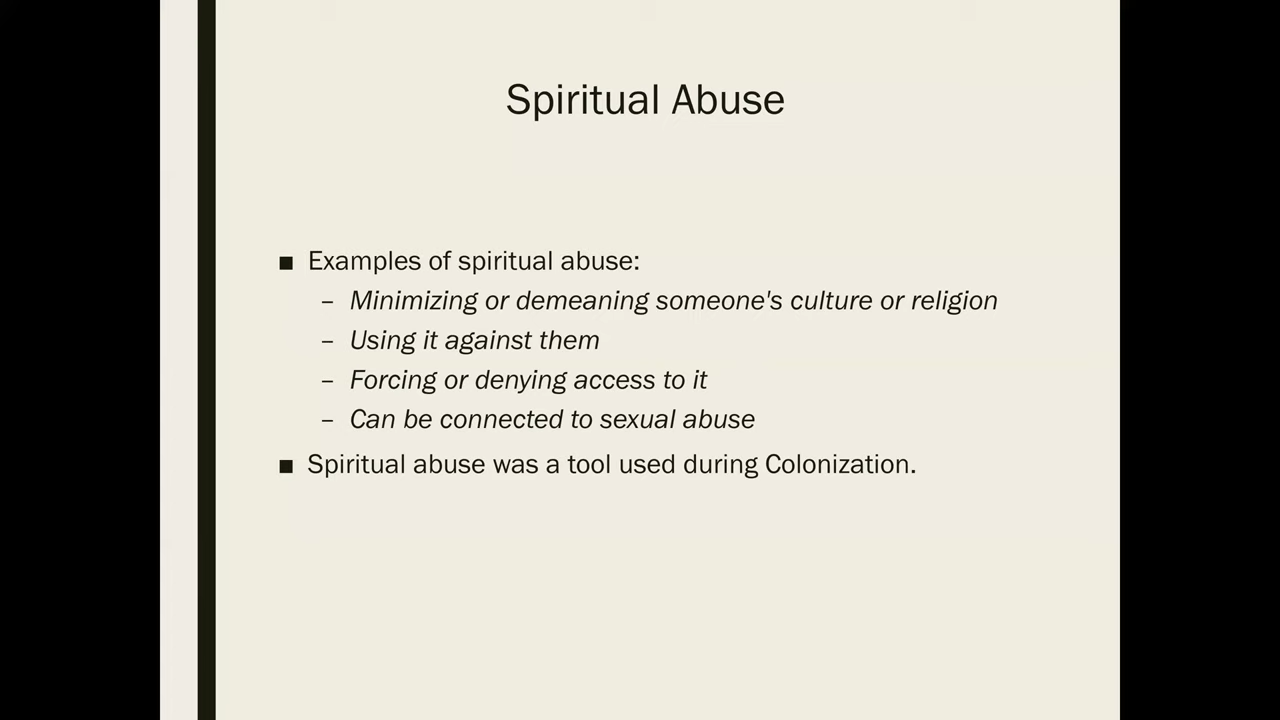 Spiritual Abuse
■ Examples of spiritual abuse:
– Minimizing or demeaning someone's culture or religion
– Using it against them
– Forcing or denying access to it
– Can be connected to sexual abuse
■ Spiritual abuse was a tool used during Colonization.